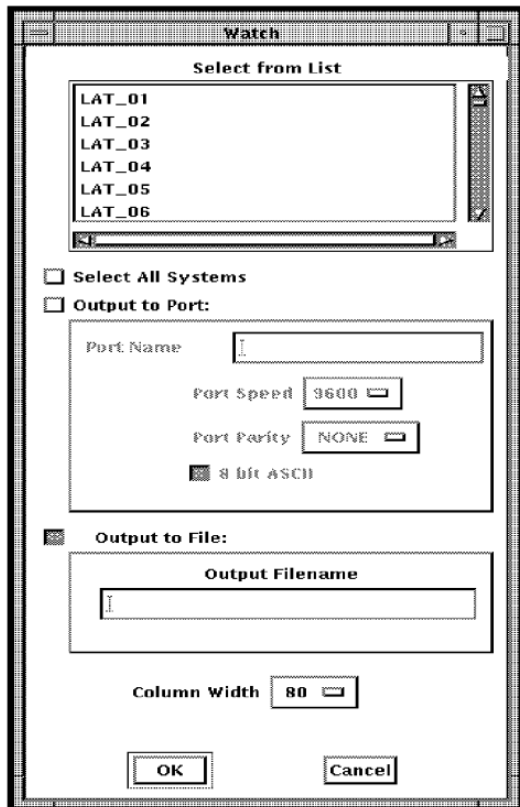 Watch
Select from List
LAT_01
LAT_02
LAT_03
LAT_04
LAT_05
LAT_06
Select All Systems
Output to Port:
Port Name
Port Speed 9600
Port Parity NONE
8 bit ASCII
Output to File:
Output Filename
Column Width 80
OK Cancel